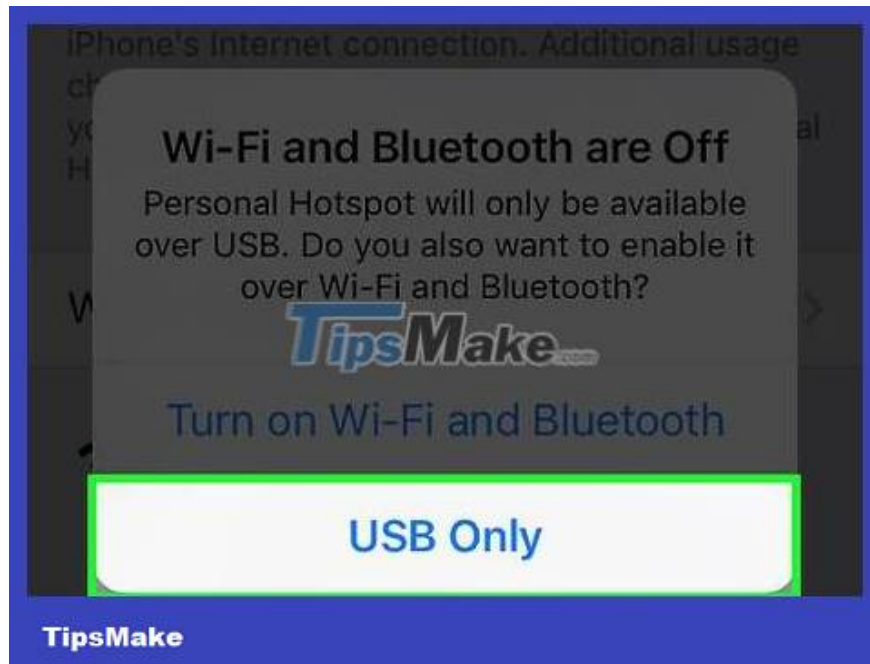 iPhone's Internet connection. Additional usage
Wi-Fi and Bluetooth are Off
Personal Hotspot will only be available
over USB. Do you also want to enable it
over Wi-Fi and Bluetooth?
TipsMake.com
Turn on Wi-Fi and Bluetooth
USB Only
TipsMake